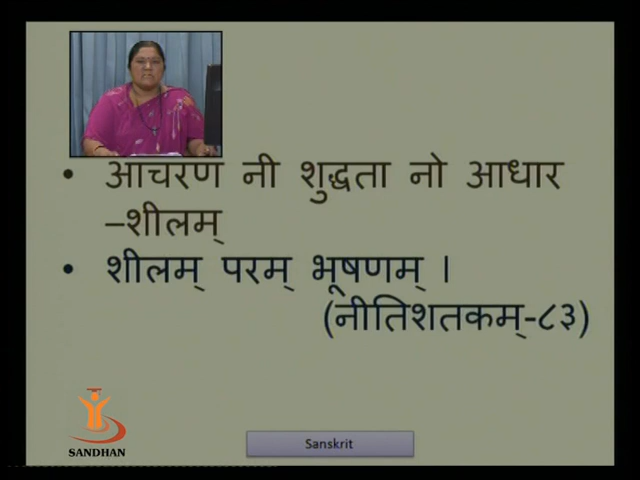 • आचरण नी शुद्धता नो आधार
–शीलम्
• शीलम् परम् भूषणम् ।
(नीतिशतकम्-८३)
SANDHAN
Sanskrit